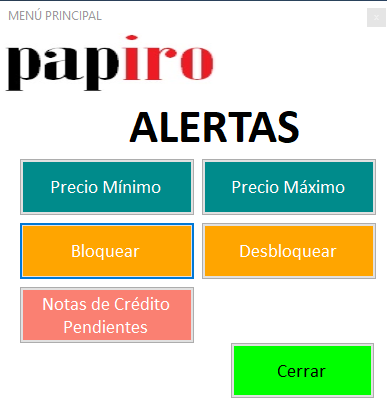 MENÚ PRINCIPAL
papiro
ALERTAS
Precio Mínimo
Precio Máximo
Bloquear
Desbloquear
Notas de Crédito
Pendientes
Cerrar